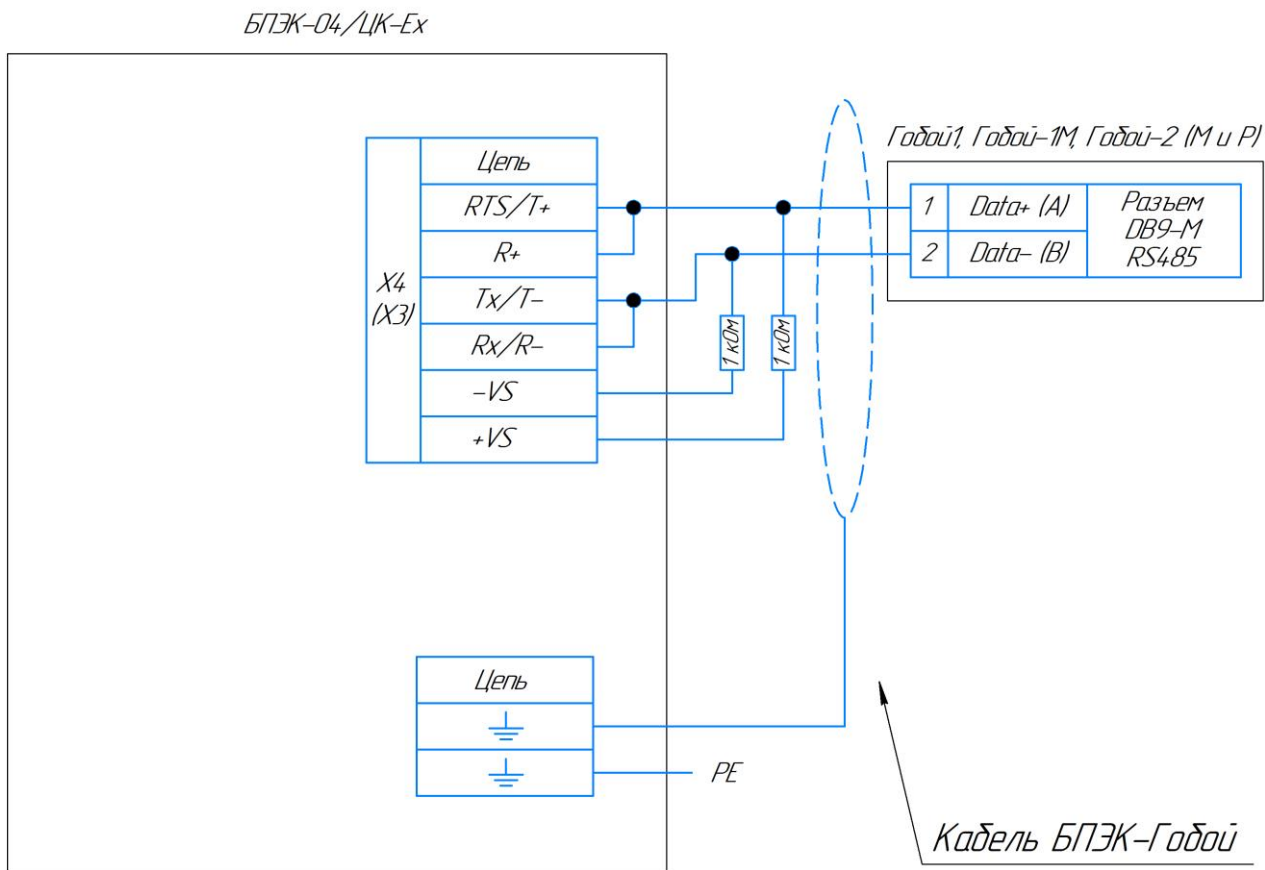 БПЭК-04/ЦК-Ex
Гобой1, Гобой-1М, Гобой-2 (М и Р)
X4
(X3)
Цепь
RTS/T+
R+
Tx/T-
Rx/R-
-VS
+VS
1 кОм
1 кОм
1
Data+ (A)
2
Data- (B)
Разъем
DB9-M
RS485
Цепь
PE
Кабель БПЭК-Гобой